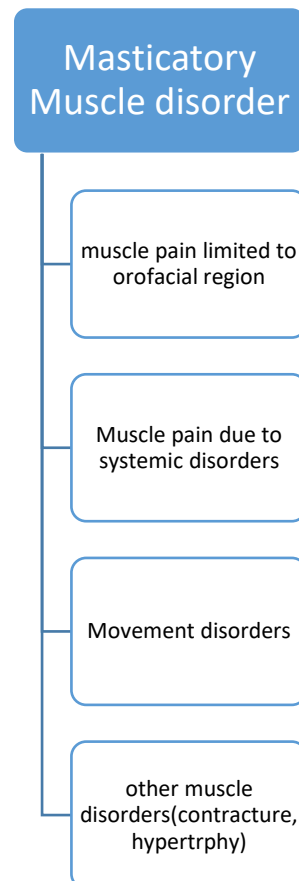 Masticatory
Muscle disorder
muscle pain limited to
orofacial region
Muscle pain due to
systemic disorders
Movement disorders
other muscle
disorders(contracture,
hypertrphy)